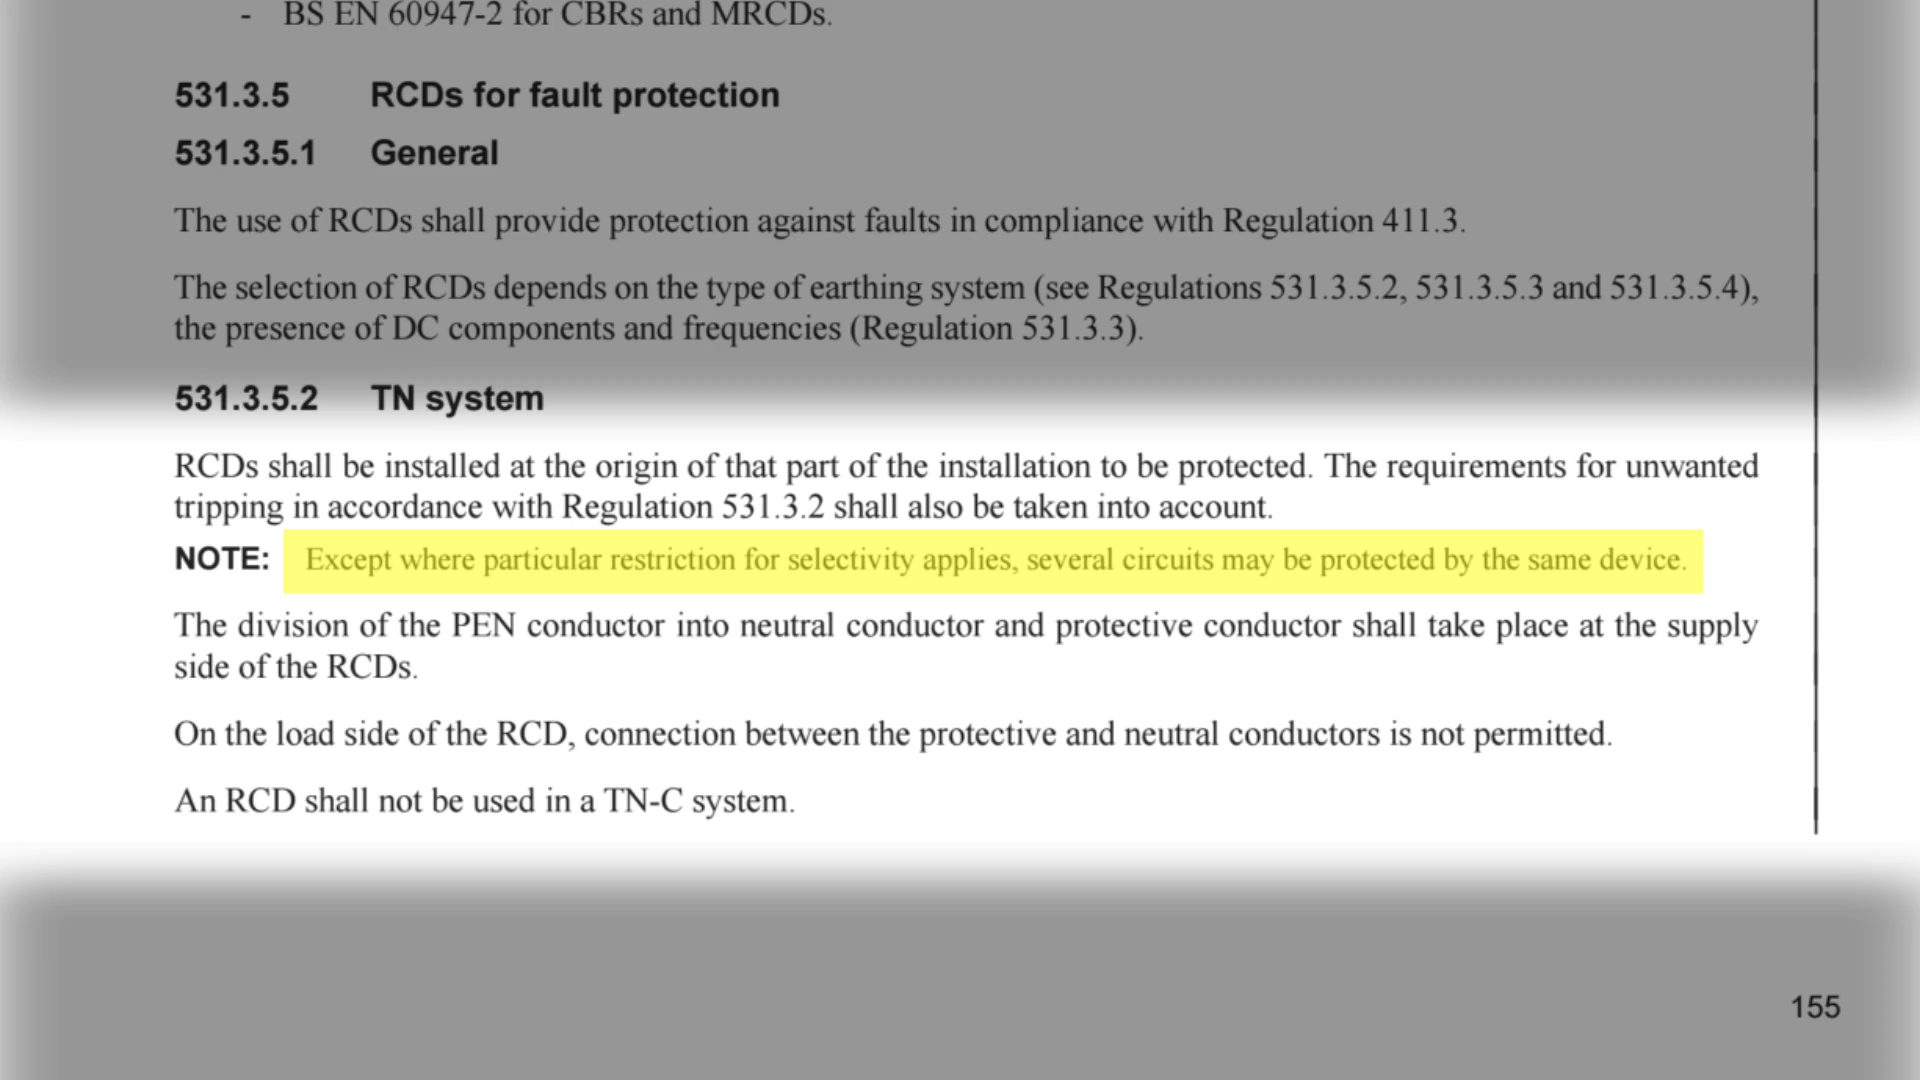 - BS EN 60947-2 for CBRs and MRCDs.
531.3.5 RCDs for fault protection
531.3.5.1 General
The use of RCDs shall provide protection against faults in compliance with Regulation 411.3.
The selection of RCDs depends on the type of earthing system (see Regulations 531.3.5.2, 531.3.5.3 and 531.3.5.4),
the presence of DC components and frequencies (Regulation 531.3.3).
531.3.5.2 TN system
RCDs shall be installed at the origin of that part of the installation to be protected. The requirements for unwanted
tripping in accordance with Regulation 531.3.2 shall also be taken into account.
NOTE: Except where particular restriction for selectivity applies, several circuits may be protected by the same device.
The division of the PEN conductor into neutral conductor and protective conductor shall take place at the supply
side of the RCDs.
On the load side of the RCD, connection between the protective and neutral conductors is not permitted.
An RCD shall not be used in a TN-C system.
155